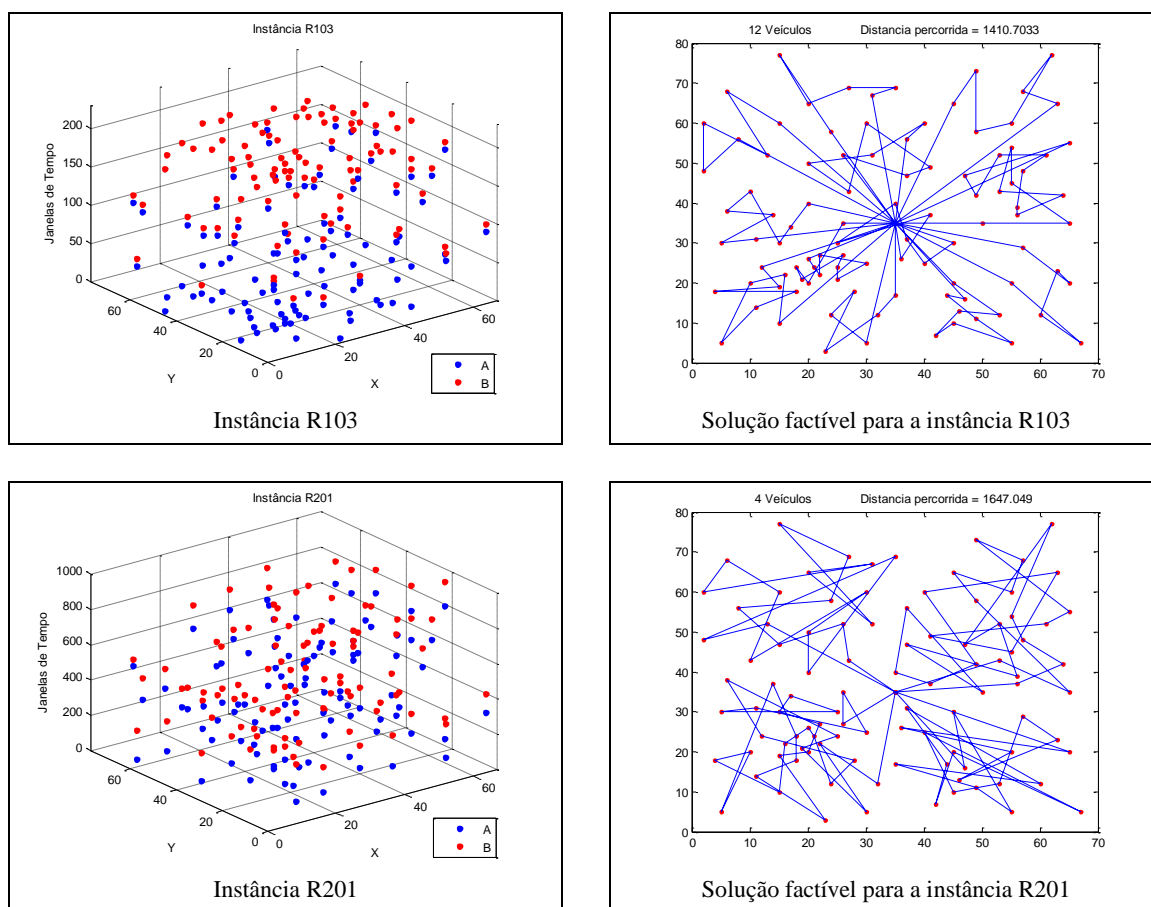 Instância R103
200
150
100
50
0
Janelas de Tempo
60
40
20
0
Y
0
20
40
60
X
A
B
Instância R103
12 Veículos Distancia percorrida = 1410.7033
80
70
60
50
40
30
20
10
0
0 10 20 30 40 50 60 70
Solução factível para a instância R103
Instância R201
1000
800
600
400
200
0
Janelas de Tempo
60
40
20
0
Y
0
20
40
60
X
A
B
Instância R201
4 Veículos Distancia percorrida = 1647.049
80
70
60
50
40
30
20
10
0
0 10 20 30 40 50 60 70
Solução factível para a instância R201